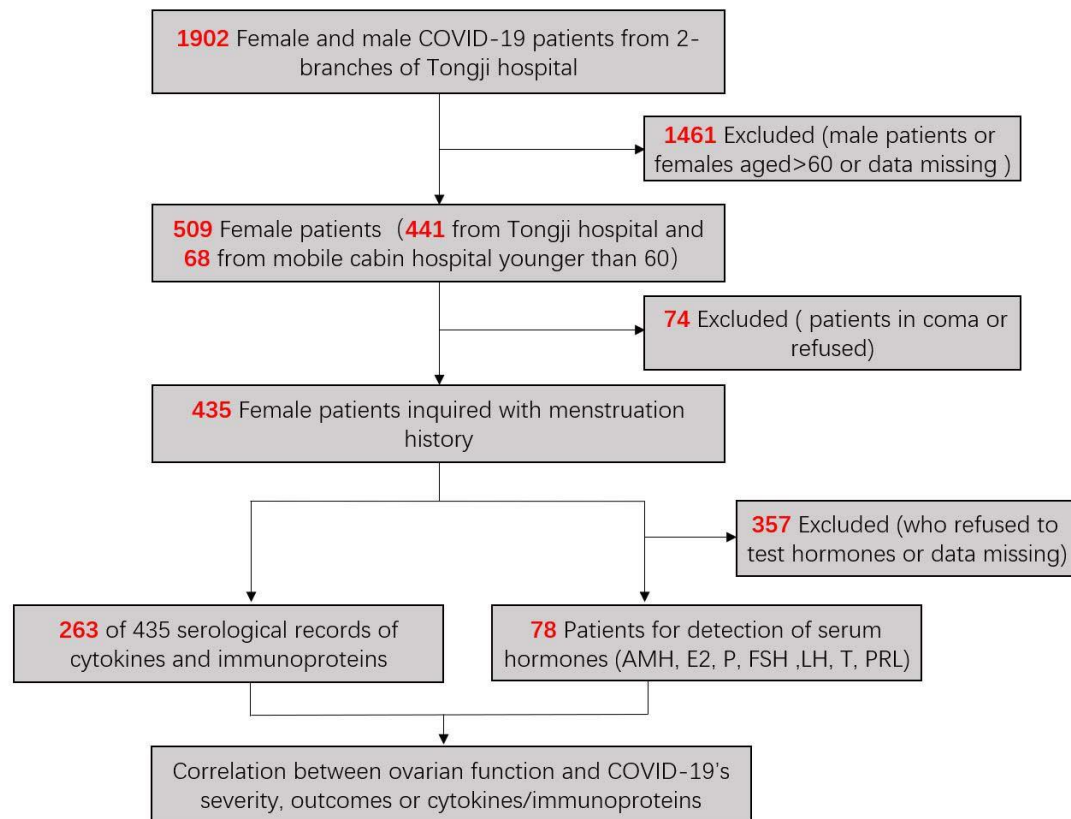 1902 Female and male COVID-19 patients from 2-
branches of Tongji hospital
1461 Excluded (male patients or
females aged>60 or data missing )
509 Female patients （441 from Tongji hospital and
68 from mobile cabin hospital younger than 60）
74 Excluded ( patients in coma or
refused)
435 Female patients inquired with menstruation
history
357 Excluded (who refused to
test hormones or data missing)
263 of 435 serological records of
cytokines and immunoproteins
78 Patients for detection of serum
hormones (AMH, E2, P, FSH ,LH, T, PRL)
Correlation between ovarian function and COVID-19’s
severity, outcomes or cytokines/immunoproteins